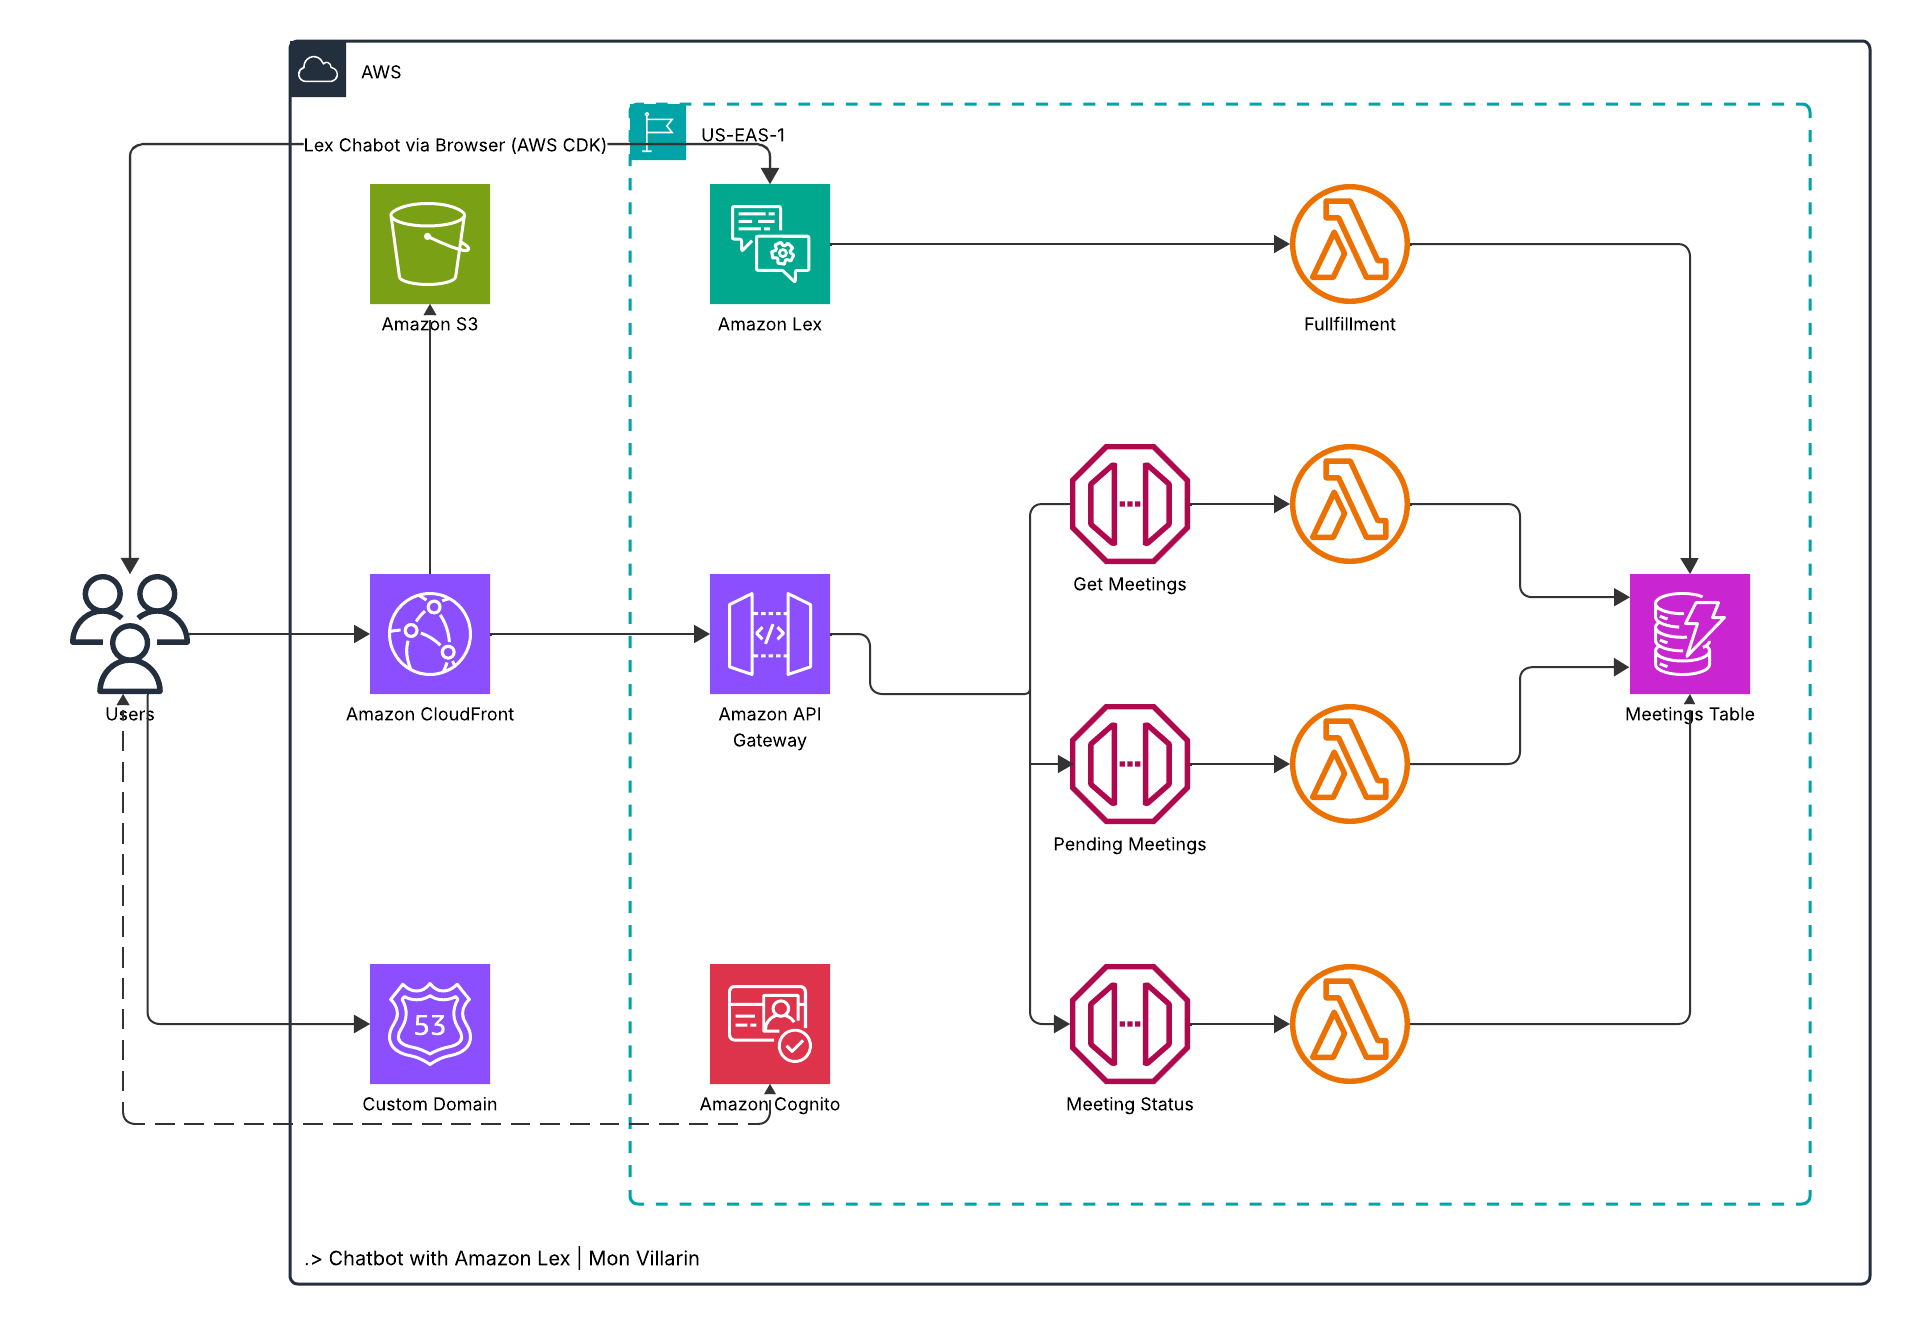 AWS
US-EAS-1
Lex Chabot via Browser (AWS CDK)
Amazon S3
Amazon Lex
Fullfillment
Get Meetings
Users
Amazon CloudFront
Amazon API
Gateway
Meetings Table
Pending Meetings
53
Custom Domain
Amazon Cognito
Meeting Status
.> Chatbot with Amazon Lex | Mon Villarin